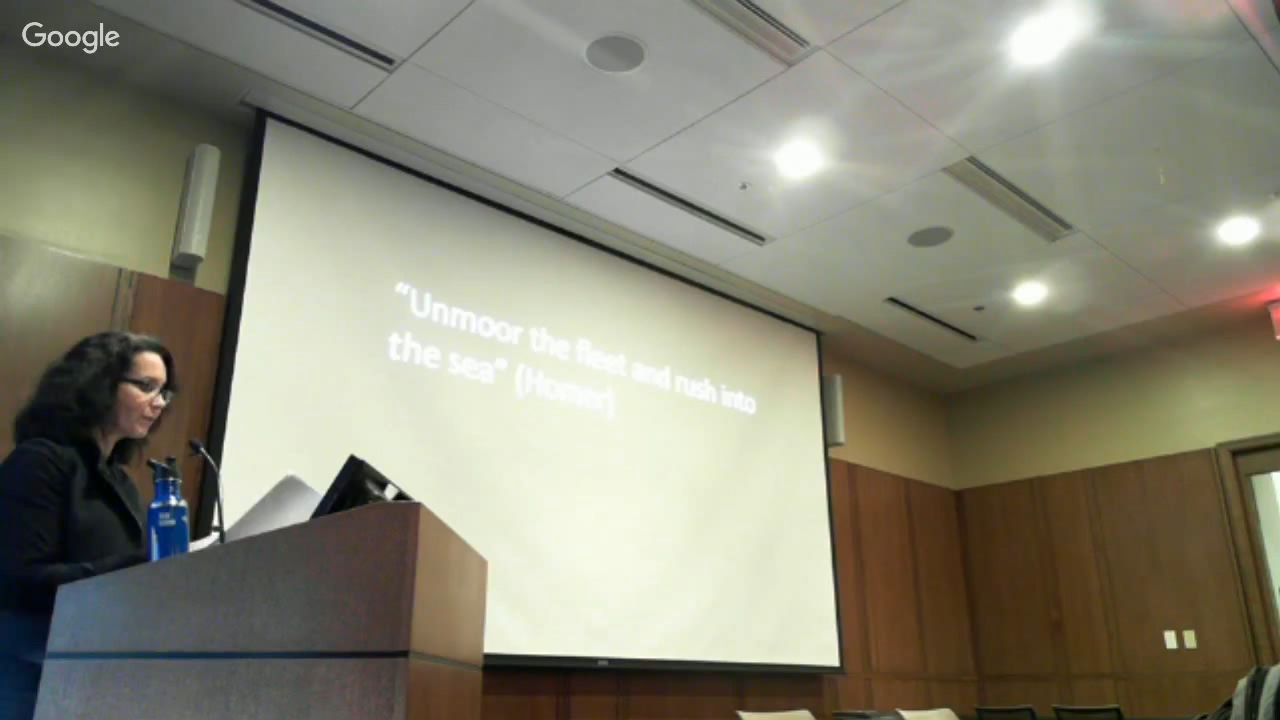 Google
“Unmoor the fleet and rush into
the sea” (Homer)